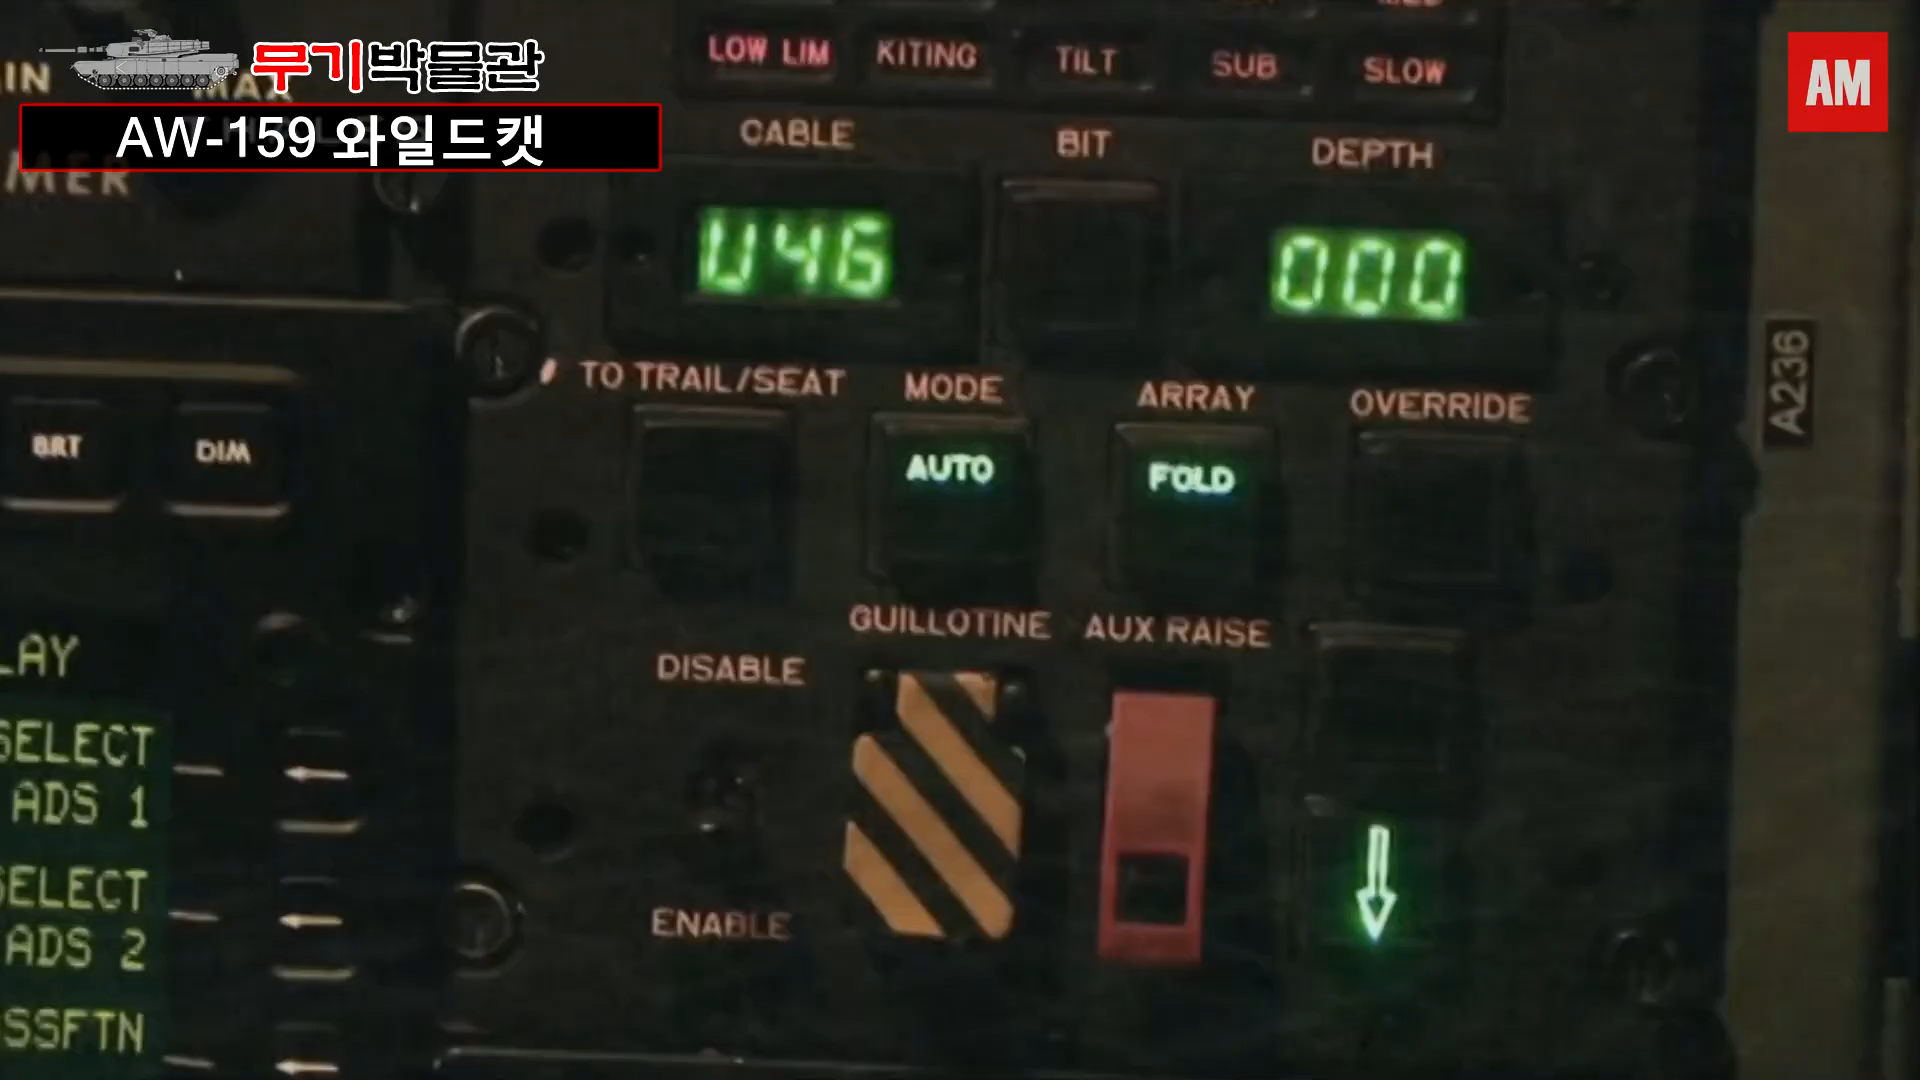 무기박물관
AW-159 와일드캣
AM
LOW LIM KITING TILT SUB SLOW
MAX
CABLE BIT DEPTH
U46 000
A236
TO TRAIL/SEAT MODE ARRAY OVERRIDE
BRT DIM AUTO FOLD
GUILLOTINE AUX RAISE
DISABLE
SELECT
ADS 1
SELECT
ADS 2
ENABLE